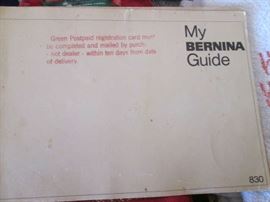 Green Postpaid registration card must
be completed and mailed by purch.
- not dealer - within ten days from date
of delivery.
My
BERNINA
Guide
830